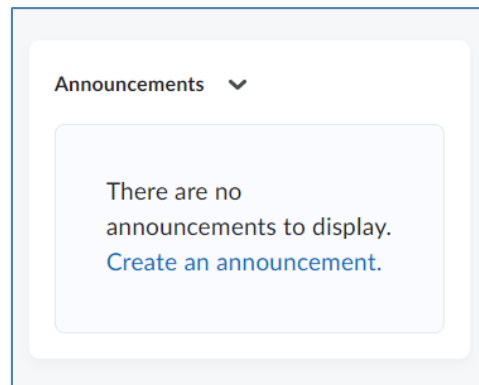 Announcements
There are no
announcements to display.
Create an announcement.